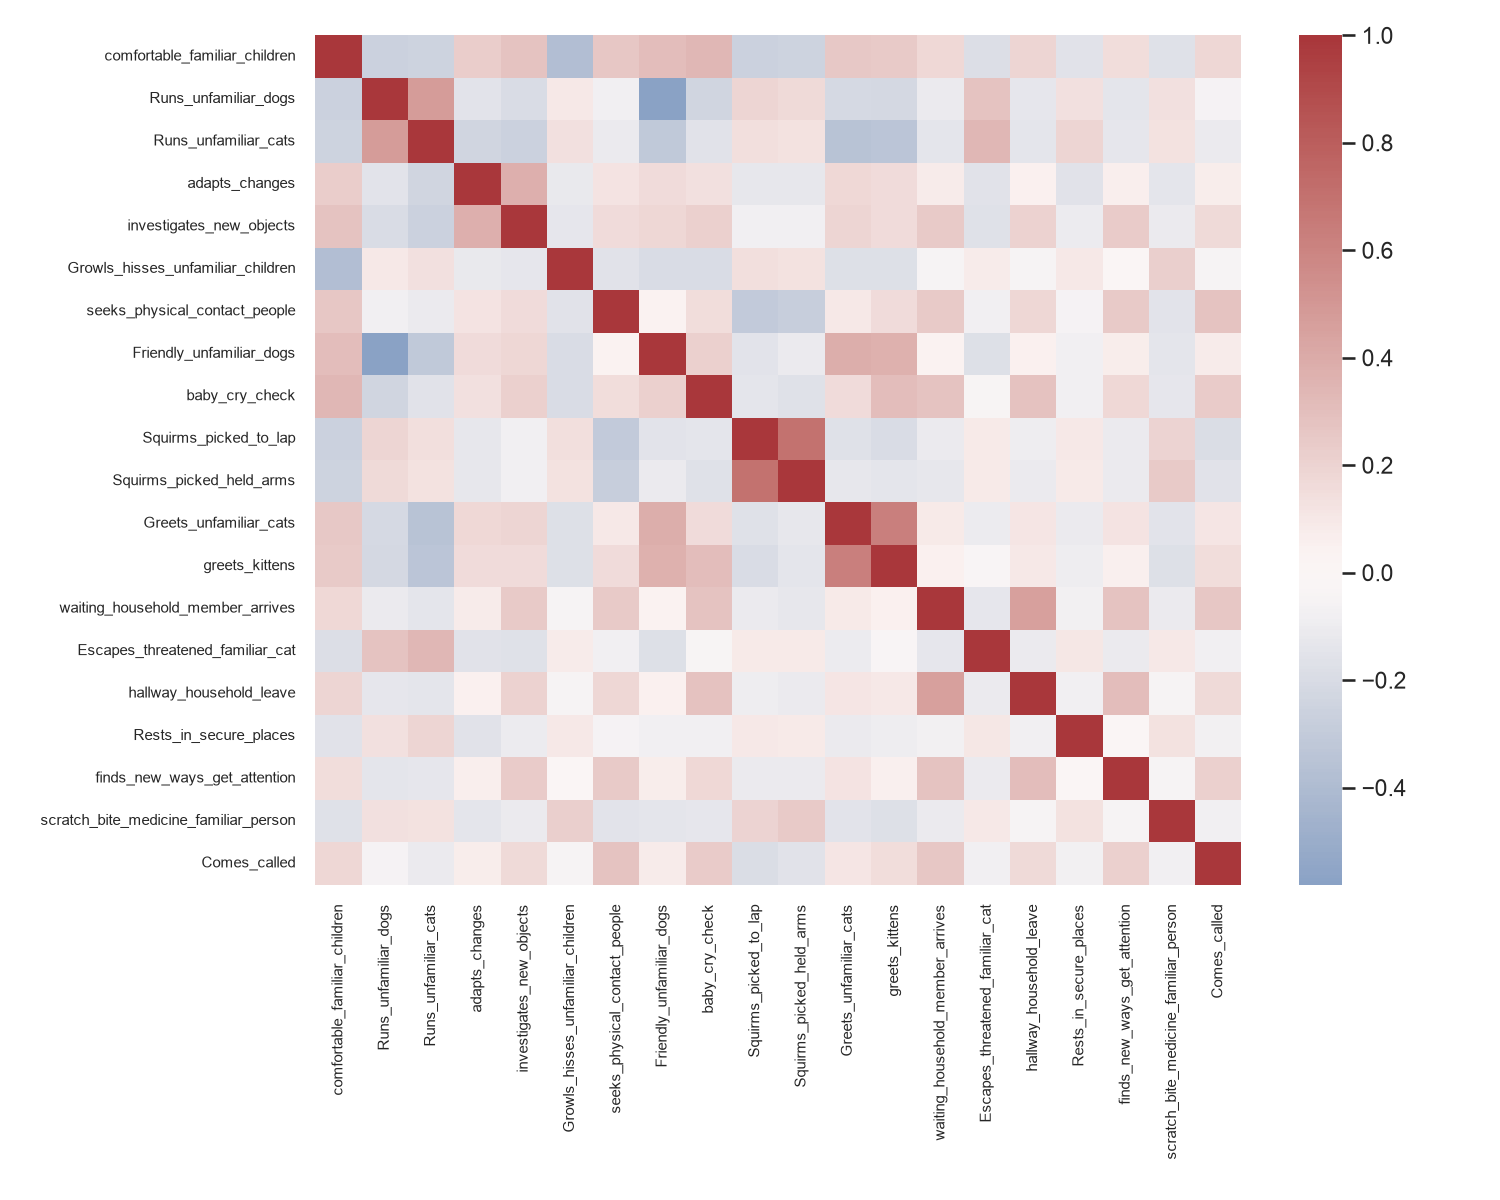 comfortable_familiar_children
Runs_unfamiliar_dogs
Runs_unfamiliar_cats
adapts_changes
investigates_new_objects
Growls_hisses_unfamiliar_children
seeks_physical_contact_people
Friendly_unfamiliar_dogs
baby_cry_check
Squirms_picked_to_lap
Squirms_picked_held_arms
Greets_unfamiliar_cats
greets_kittens
waiting_household_member_arrives
Escapes_threatened_familiar_cat
hallway_household_leave
Rests_in_secure_places
finds_new_ways_get_attention
scratch_bite_medicine_familiar_person
Comes_called
comfortable_familiar_children
Runs_unfamiliar_dogs
Runs_unfamiliar_cats
adapts_changes
investigates_new_objects
Growls_hisses_unfamiliar_children
seeks_physical_contact_people
Friendly_unfamiliar_dogs
baby_cry_check
Squirms_picked_to_lap
Squirms_picked_held_arms
Greets_unfamiliar_cats
greets_kittens
waiting_household_member_arrives
Escapes_threatened_familiar_cat
hallway_household_leave
Rests_in_secure_places
finds_new_ways_get_attention
scratch_bite_medicine_familiar_person
Comes_called
1.0
0.8
0.6
0.4
0.2
0.0
−0.2
−0.4